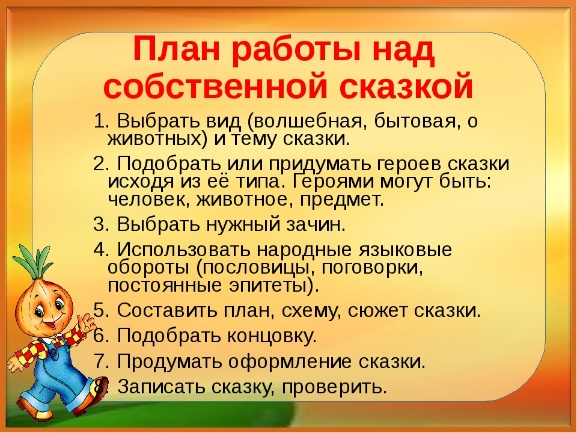 План работы над
собственной сказкой
1. Выбрать вид (волшебная, бытовая, о
животных) и тему сказки.
2. Подобрать или придумать героев сказки
исходя из её типа. Героями могут быть:
человек, животное, предмет.
3. Выбрать нужный зачин.
4. Использовать народные языковые
обороты (пословицы, поговорки,
постоянные эпитеты).
5. Составить план, схему, сюжет сказки.
6. Подобрать концовку.
7. Продумать оформление сказки.
8. Записать сказку, проверить.